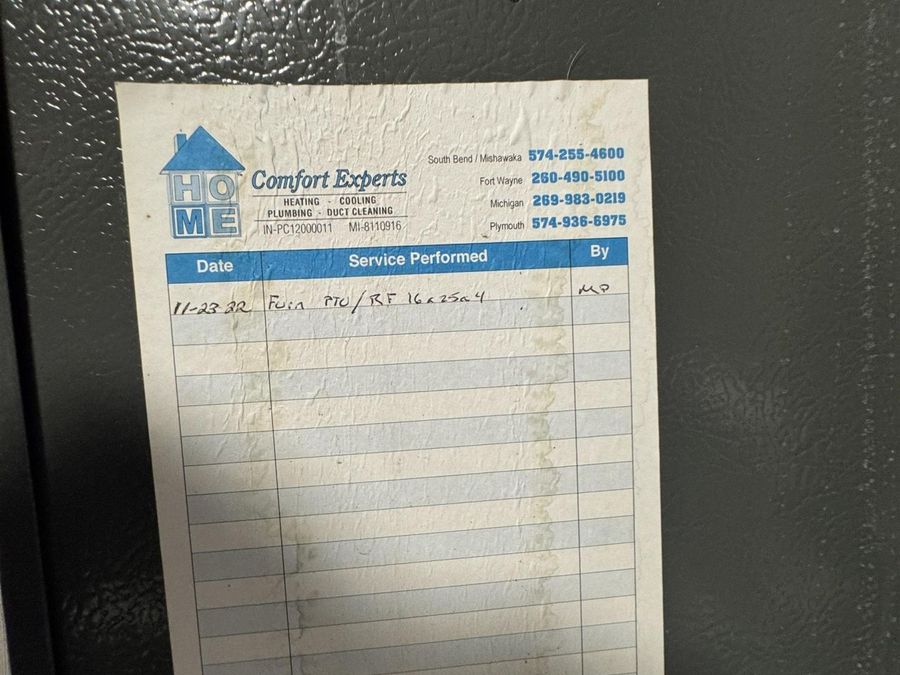 HOME
Comfort Experts
HEATING - COOLING
PLUMBING - DUCT CLEANING
IN-PC12000011 MI-8110916
South Bend / Mishawaka 574-255-4600
Fort Wayne 260-490-5100
Michigan 269-983-0219
Plymouth 574-936-6975
Date Service Performed By
11-23-22 Furn PTU/RF 16x25x4 MP